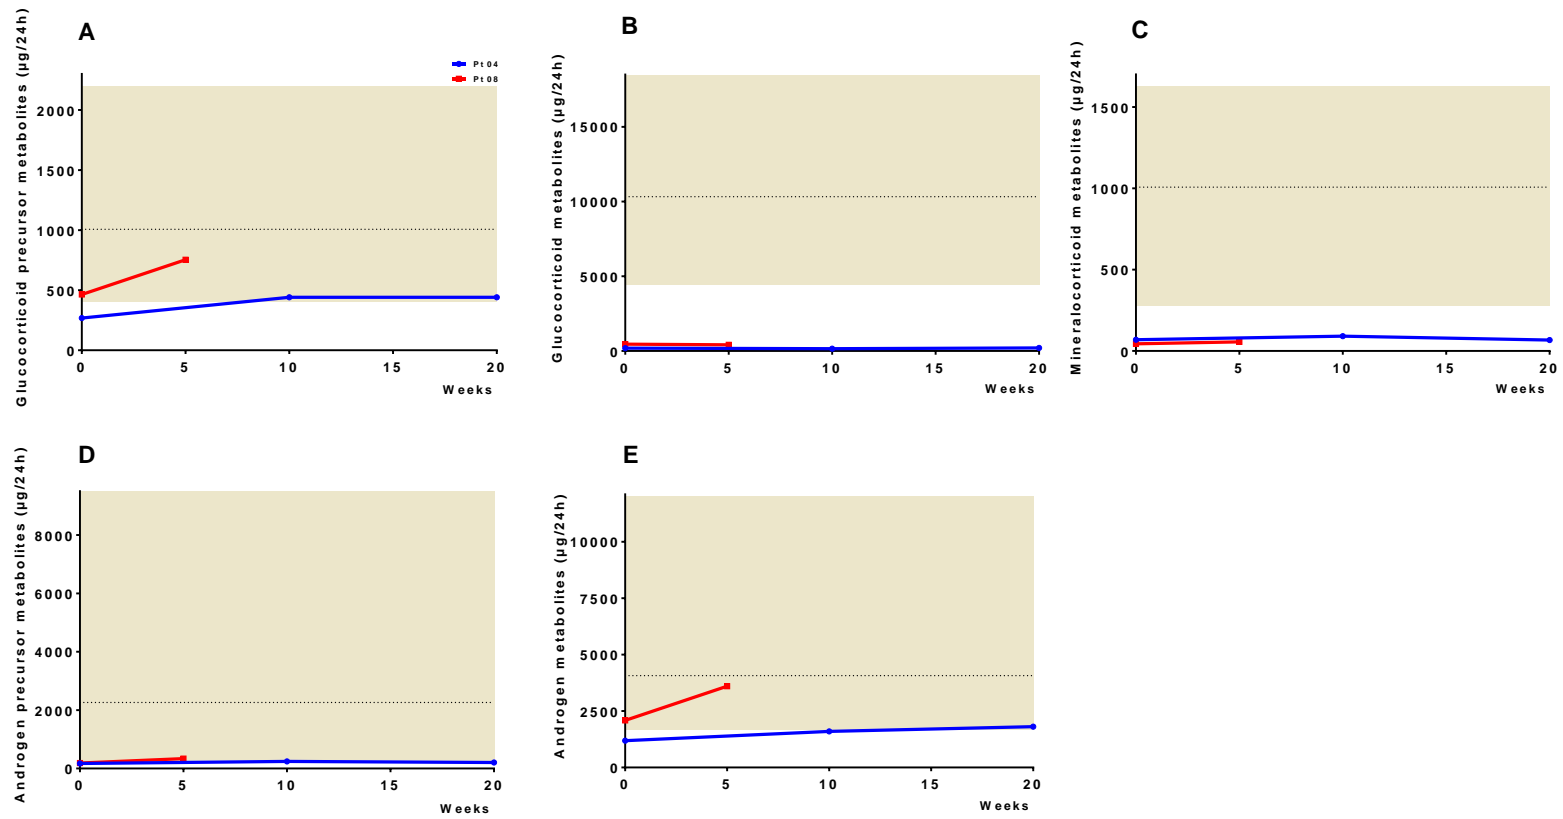 A
Glucocorticoid precursor metabolites (µg/24h)
Pt 04
Pt 08
2000
1500
1000
500
0
0 5 10 15 20
Weeks
B
Glucocorticoid metabolites (µg/24h)
15000
10000
5000
0
0 5 10 15 20
Weeks
C
Mineralocorticoid metabolites (µg/24h)
1500
1000
500
0
0 5 10 15 20
Weeks
D
Androgen precursor metabolites (µg/24h)
8000
6000
4000
2000
0
0 5 10 15 20
Weeks
E
Androgen metabolites (µg/24h)
10000
7500
5000
2500
0
0 5 10 15 20
Weeks